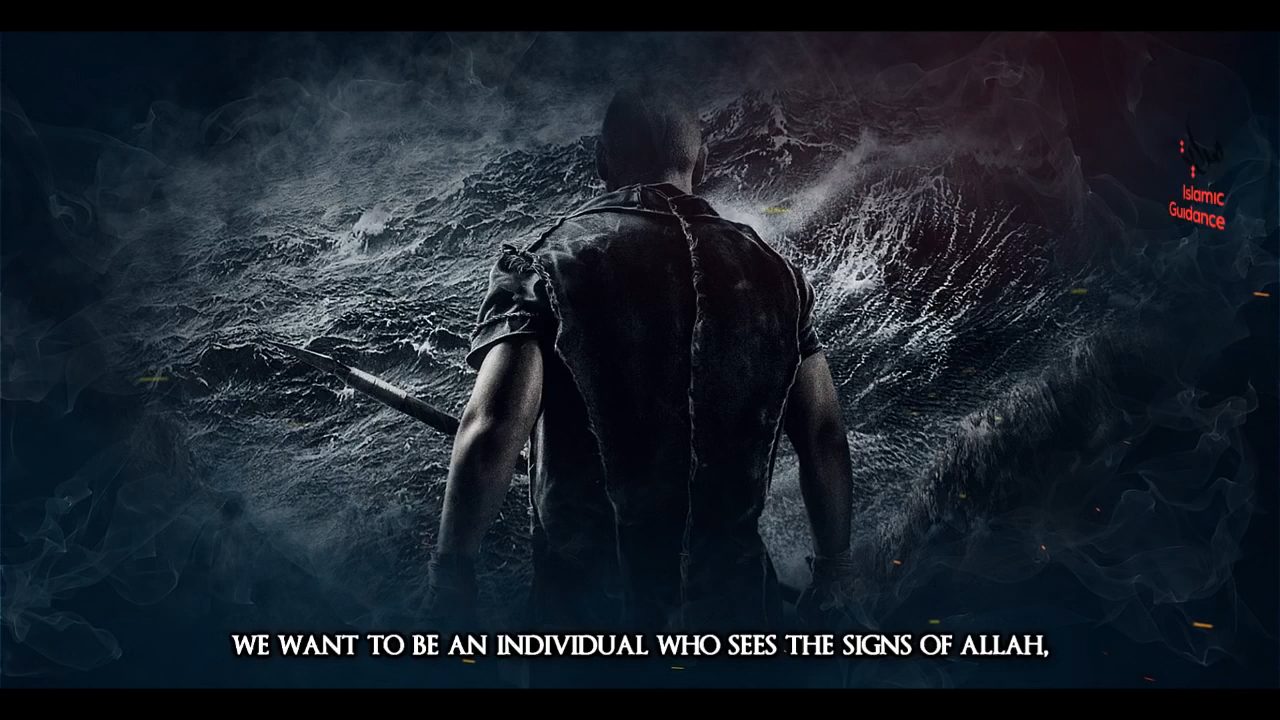 Islamic
Guidance
WE WANT TO BE AN INDIVIDUAL WHO SEES THE SIGNS OF ALLAH,